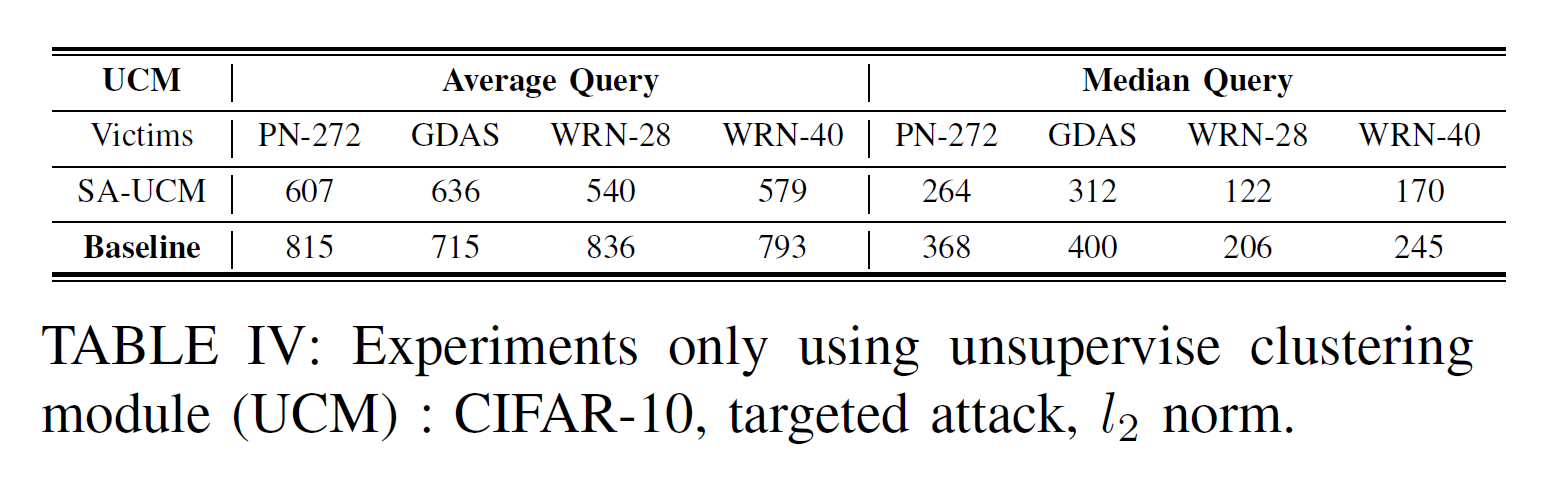 UCM Average Query Median Query
Victims PN-272 GDAS WRN-28 WRN-40 PN-272 GDAS WRN-28 WRN-40
SA-UCM 607 636 540 579 264 312 122 170
Baseline 815 715 836 793 368 400 206 245
TABLE IV: Experiments only using unsupervise clustering
module (UCM) : CIFAR-10, targeted attack, l₂ norm.